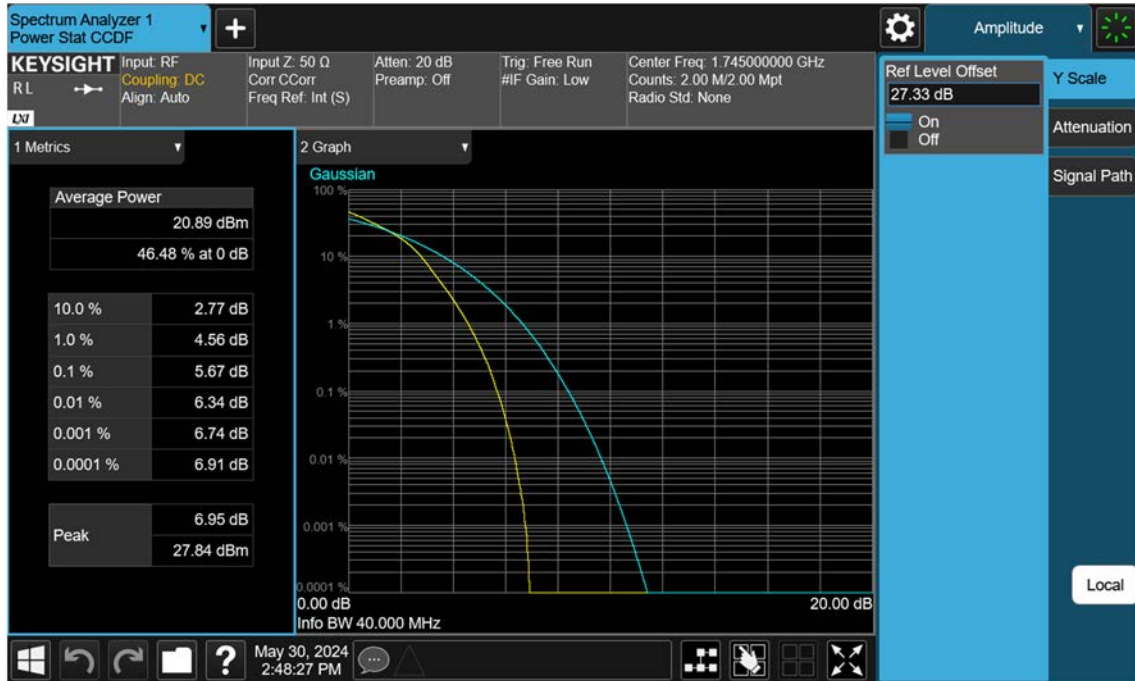 Spectrum Analyzer 1
Power Stat CCDF
+
Amplitude
KEYSIGHT
R L
LXI
Input: RF
Coupling: DC
Align: Auto
Input Z: 50 Ω
Corr CCorr
Freq Ref: Int (S)
Atten: 20 dB
Preamp: Off
Trig: Free Run
#IF Gain: Low
Center Freq: 1.745000000 GHz
Counts: 2.00 M/2.00 Mpt
Radio Std: None
Ref Level Offset
27.33 dB
On
Off
Y Scale
Attenuation
Signal Path
1 Metrics
Average Power
20.89 dBm
46.48 % at 0 dB
10.0 % 2.77 dB
1.0 % 4.56 dB
0.1 % 5.67 dB
0.01 % 6.34 dB
0.001 % 6.74 dB
0.0001 % 6.91 dB
Peak
6.95 dB
27.84 dBm
2 Graph
Gaussian
100 %
10 %
1 %
0.1 %
0.01 %
0.001 %
0.0001 %
0.00 dB 20.00 dB
Info BW 40.000 MHz
Local
?
May 30, 2024
2:48:27 PM